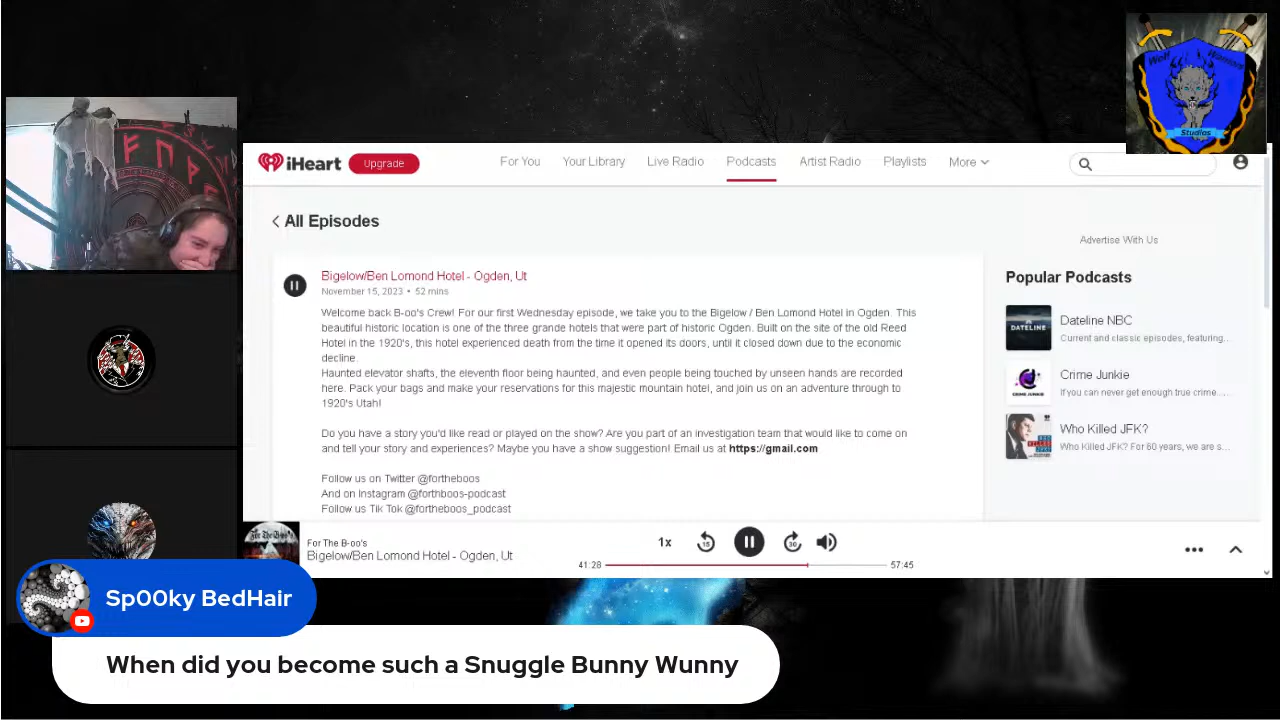 Wolf Warriors
Studios
iHeart
Upgrade
For You
Your Library
Live Radio
Podcasts
Artist Radio
Playlists
More
All Episodes
Advertise With Us
Bigelow/Ben Lomond Hotel - Ogden, Ut
November 15, 2023 • 52 mins
Welcome back B-oo's Crew! For our first Wednesday episode, we take you to the Bigelow / Ben Lomond Hotel in Ogden. This
beautiful historic location is one of the three grande hotels that were part of historic Ogden. Built on the site of the old Reed
Hotel in the 1920's, this hotel experienced death from the time it opened its doors, until it closed down due to the economic
decline.
Haunted elevator shafts, the eleventh floor being haunted, and even people being touched by unseen hands are recorded
here. Pack your bags and make your reservations for this majestic mountain hotel, and join us on an adventure through to
1920's Utah!
Do you have a story you'd like read or played on the show? Are you part of an investigation team that would like to come on
and tell your story and experiences? Maybe you have a show suggestion! Email us at https://gmail.com
Follow us on Twitter @fortheboos
And on Instagram @forthboos-podcast
Follow us Tik Tok @fortheboos_podcast
Popular Podcasts
DATELINE
Dateline NBC
Current and classic episodes, featuring...
CRIME JUNKIE
Crime Junkie
If you can never get enough true crime......
WHO KILLED JFK?
Who Killed JFK?
Who Killed JFK? For 60 years, we are s...
For The B-oo's
For The B-oo's
Bigelow/Ben Lomond Hotel - Ogden, Ut
1x
15
30
41:28
57:45
Sp00ky BedHair
When did you become such a Snuggle Bunny Wunny